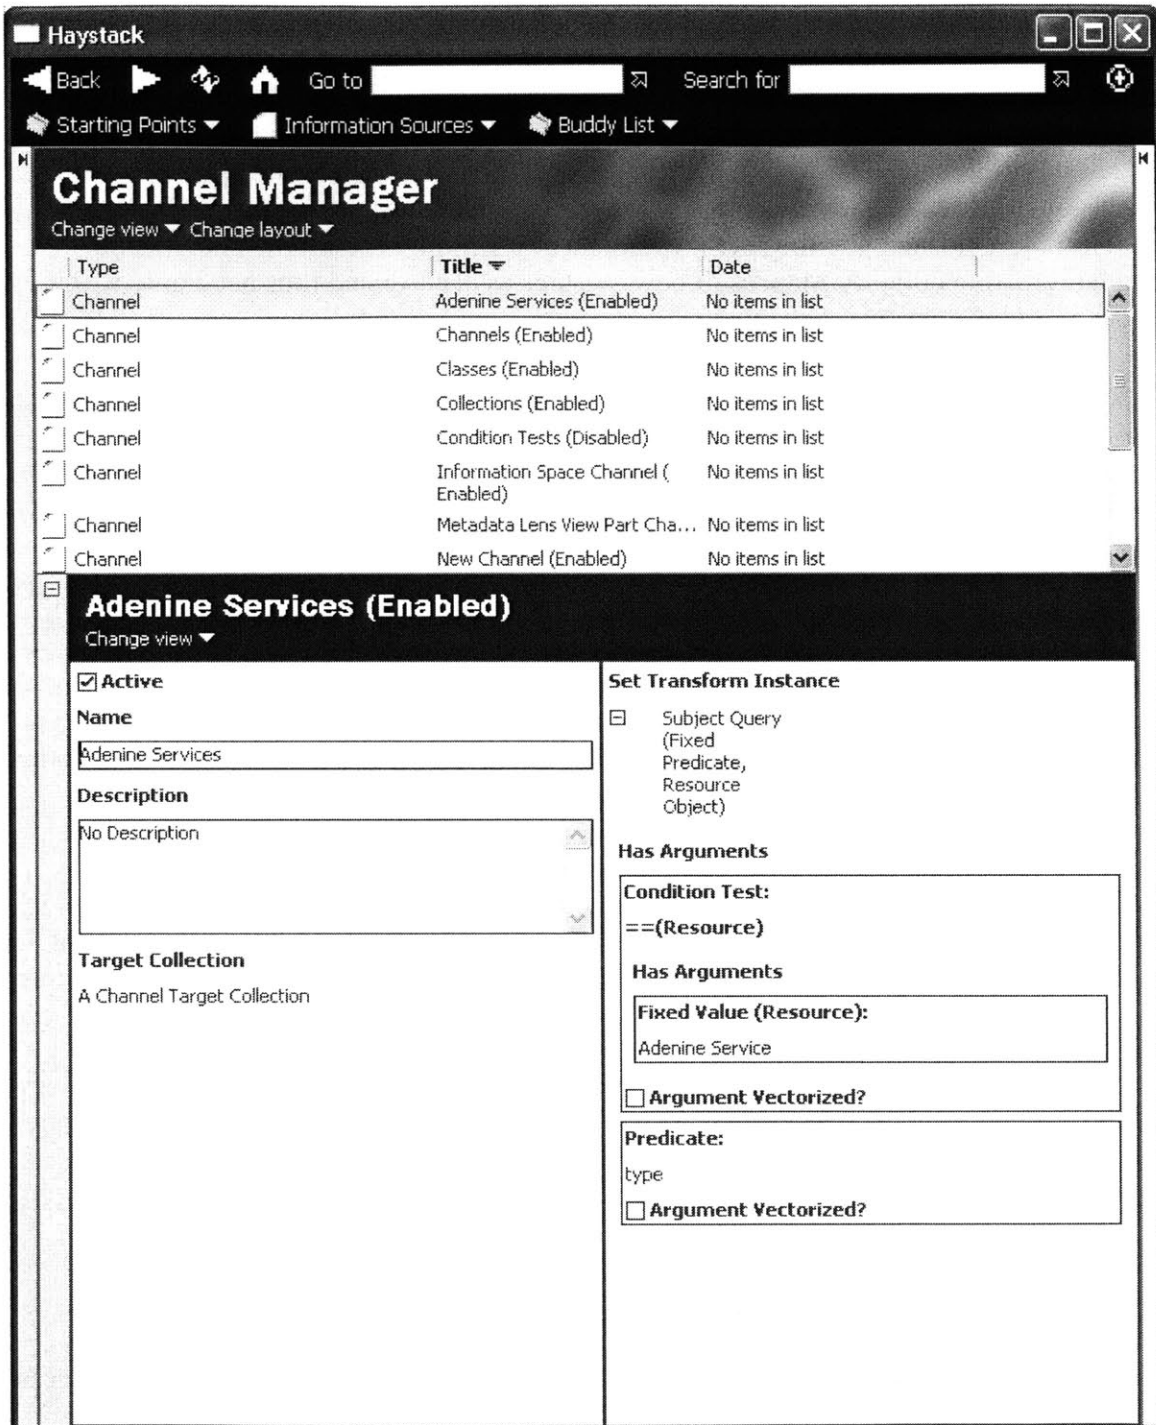 Haystack
Back Go to Search for
Starting Points Information Sources Buddy List
Channel Manager
Change view Change layout
Type Title Date
Channel Adenine Services (Enabled) No items in list
Channel Channels (Enabled) No items in list
Channel Classes (Enabled) No items in list
Channel Collections (Enabled) No items in list
Channel Condition Tests (Disabled) No items in list
Channel Information Space Channel ( No items in list
Enabled)
Channel Metadata Lens View Part Cha... No items in list
Channel New Channel (Enabled) No items in list
Adenine Services (Enabled)
Change view
Active
Name
Adenine Services
Description
No Description
Target Collection
A Channel Target Collection
Set Transform Instance
Subject Query
(Fixed
Predicate,
Resource
Object)
Has Arguments
Condition Test:
==(Resource)
Has Arguments
Fixed Value (Resource):
Adenine Service
Argument Vectorized?
Predicate:
type
Argument Vectorized?